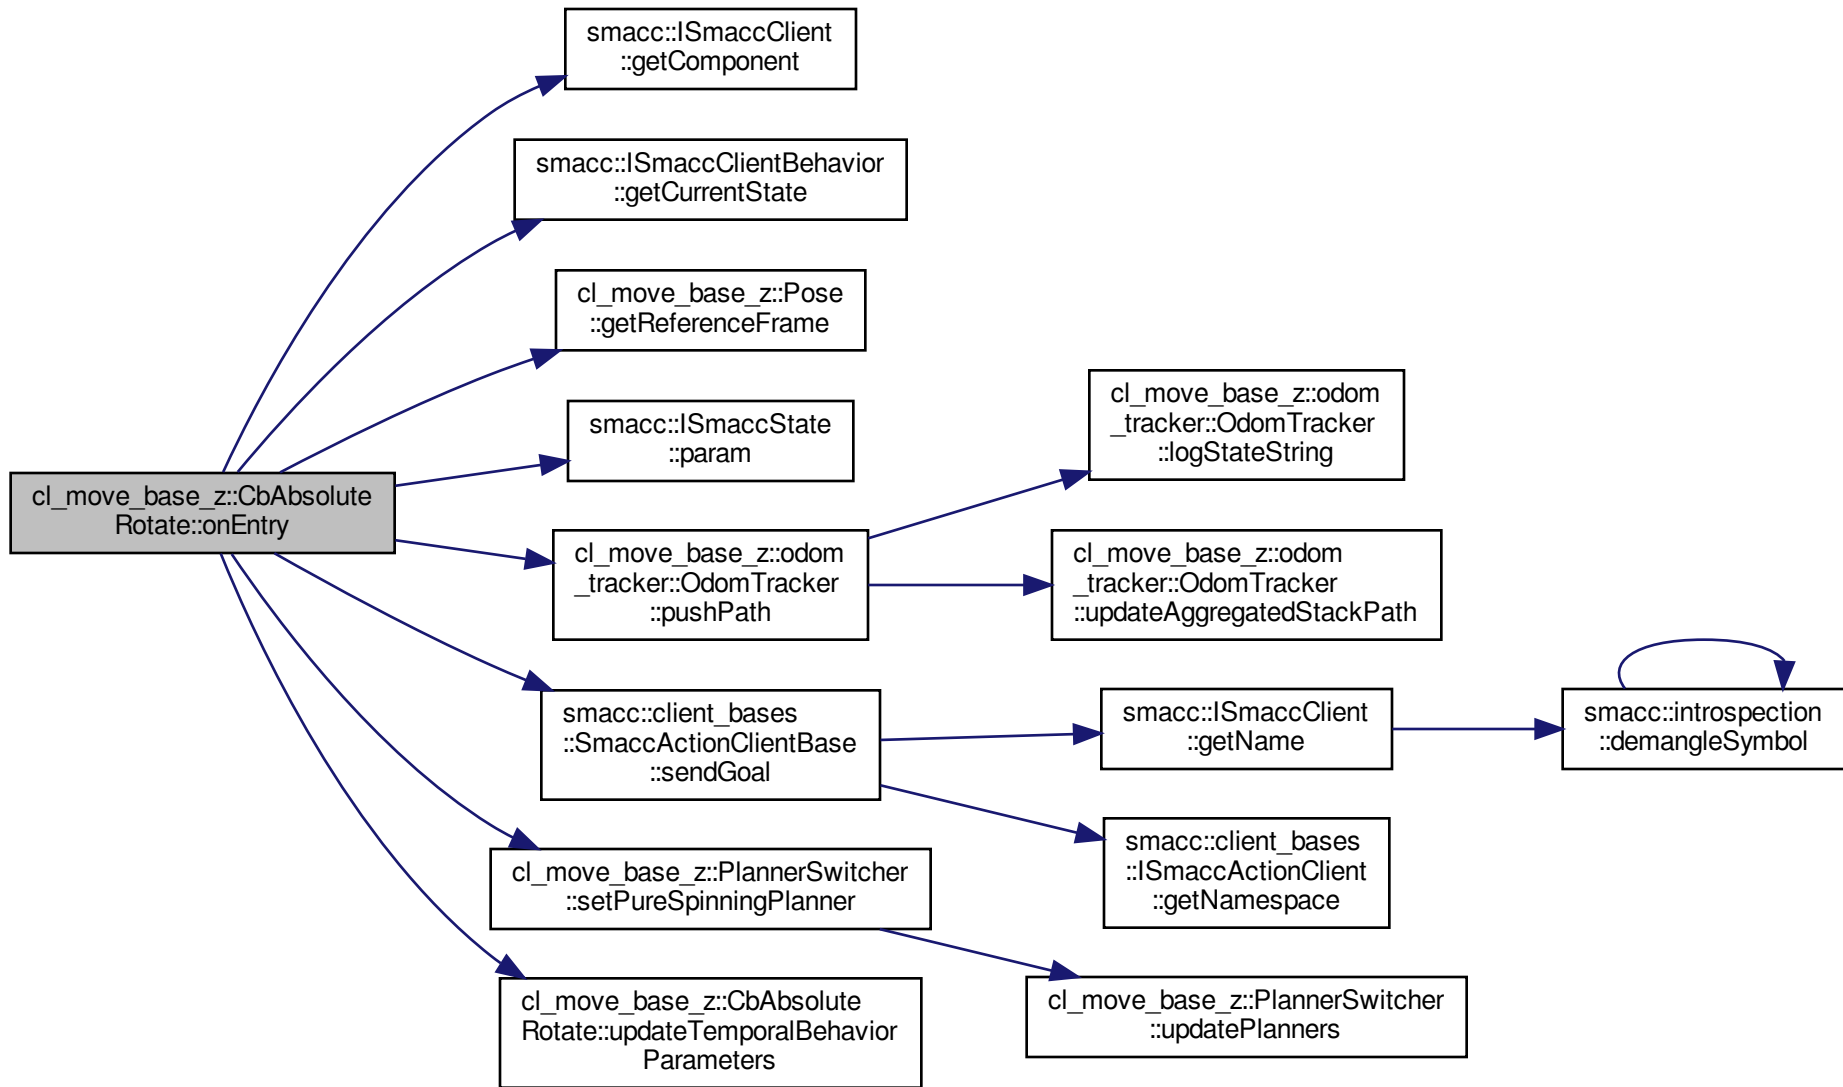 smacc::ISmaccClient
::getComponent
smacc::ISmaccClientBehavior
::getCurrentState
cl_move_base_z::Pose
::getReferenceFrame
smacc::ISmaccState
::param
cl_move_base_z::CbAbsolute
Rotate::onEntry
cl_move_base_z::odom
_tracker::OdomTracker
::pushPath
cl_move_base_z::odom
_tracker::OdomTracker
::logStateString
cl_move_base_z::odom
_tracker::OdomTracker
::updateAggregatedStackPath
smacc::client_bases
::SmaccActionClientBase
::sendGoal
smacc::ISmaccClient
::getName
smacc::introspection
::demangleSymbol
smacc::client_bases
::ISmaccActionClient
::getNamespace
cl_move_base_z::PlannerSwitcher
::setPureSpinningPlanner
cl_move_base_z::PlannerSwitcher
::updatePlanners
cl_move_base_z::CbAbsolute
Rotate::updateTemporalBehavior
Parameters